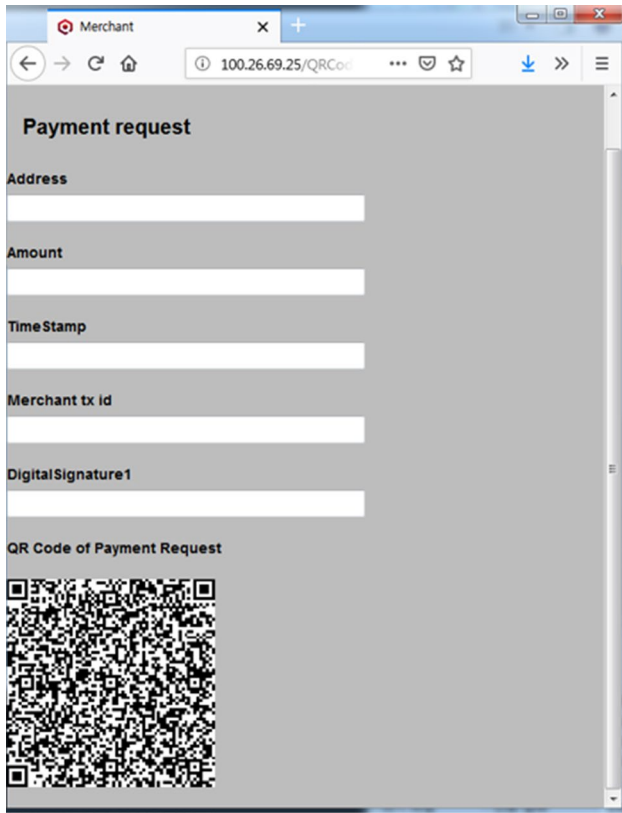 Merchant
100.26.69.25/QRCod
Payment request
Address
Amount
TimeStamp
Merchant tx id
DigitalSignature1
QR Code of Payment Request